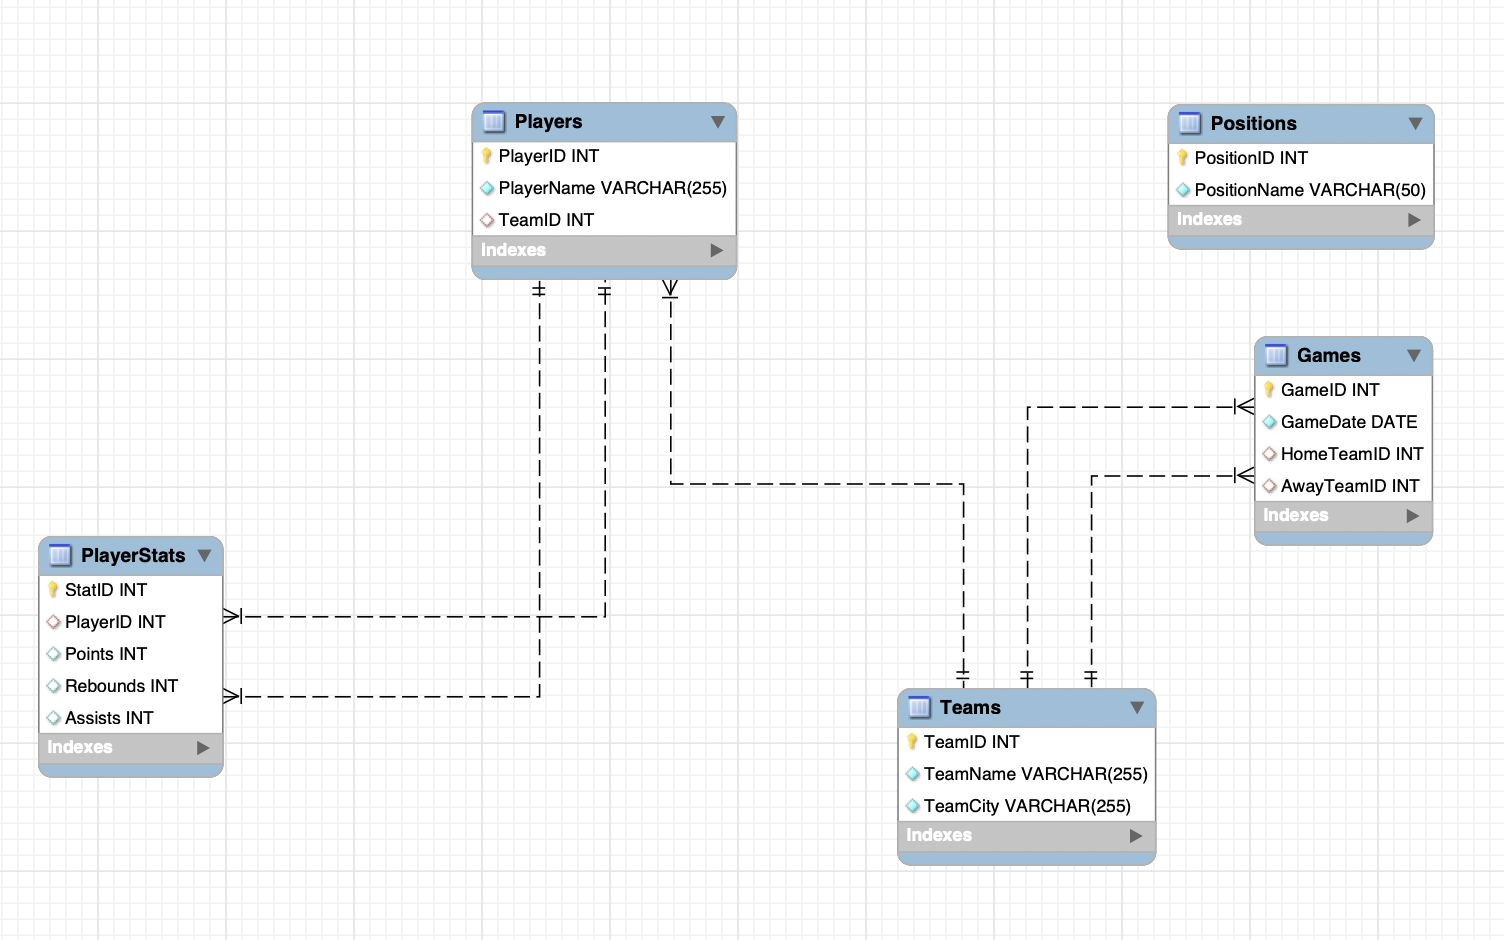 Players
PlayerID INT
PlayerName VARCHAR(255)
TeamID INT
Indexes
Positions
PositionID INT
PositionName VARCHAR(50)
Indexes
Games
GameID INT
GameDate DATE
HomeTeamID INT
AwayTeamID INT
Indexes
PlayerStats
StatID INT
PlayerID INT
Points INT
Rebounds INT
Assists INT
Indexes
Teams
TeamID INT
TeamName VARCHAR(255)
TeamCity VARCHAR(255)
Indexes